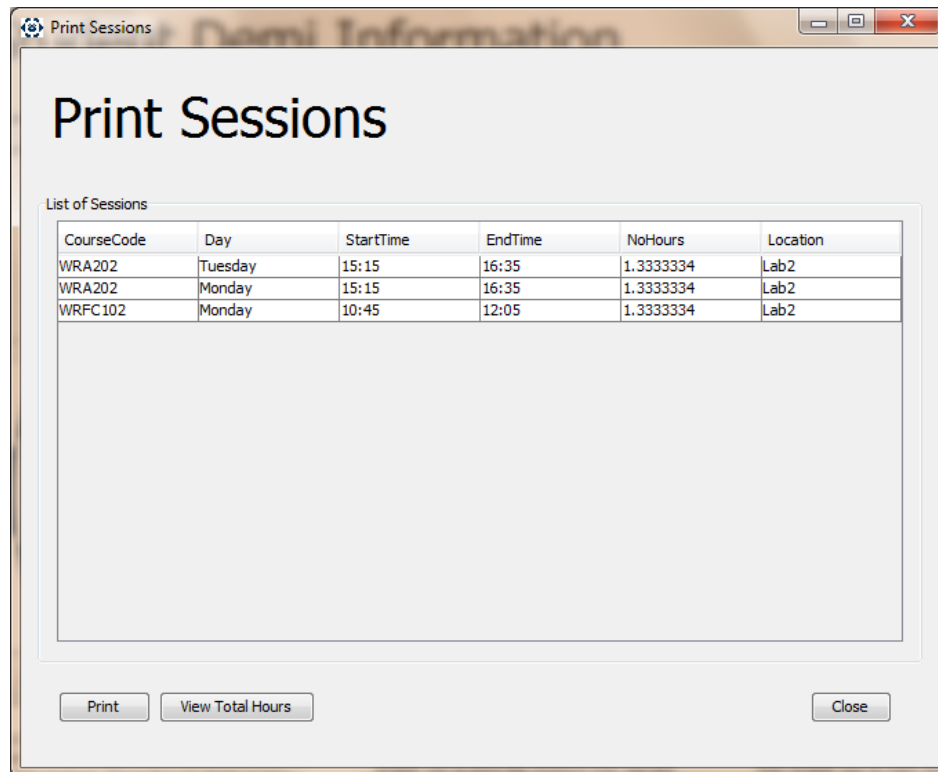 Print Sessions
Print Sessions
List of Sessions
CourseCode Day StartTime EndTime NoHours Location
WRA202 Tuesday 15:15 16:35 1.3333334 Lab2
WRA202 Monday 15:15 16:35 1.3333334 Lab2
WRFC102 Monday 10:45 12:05 1.3333334 Lab2
Print View Total Hours Close